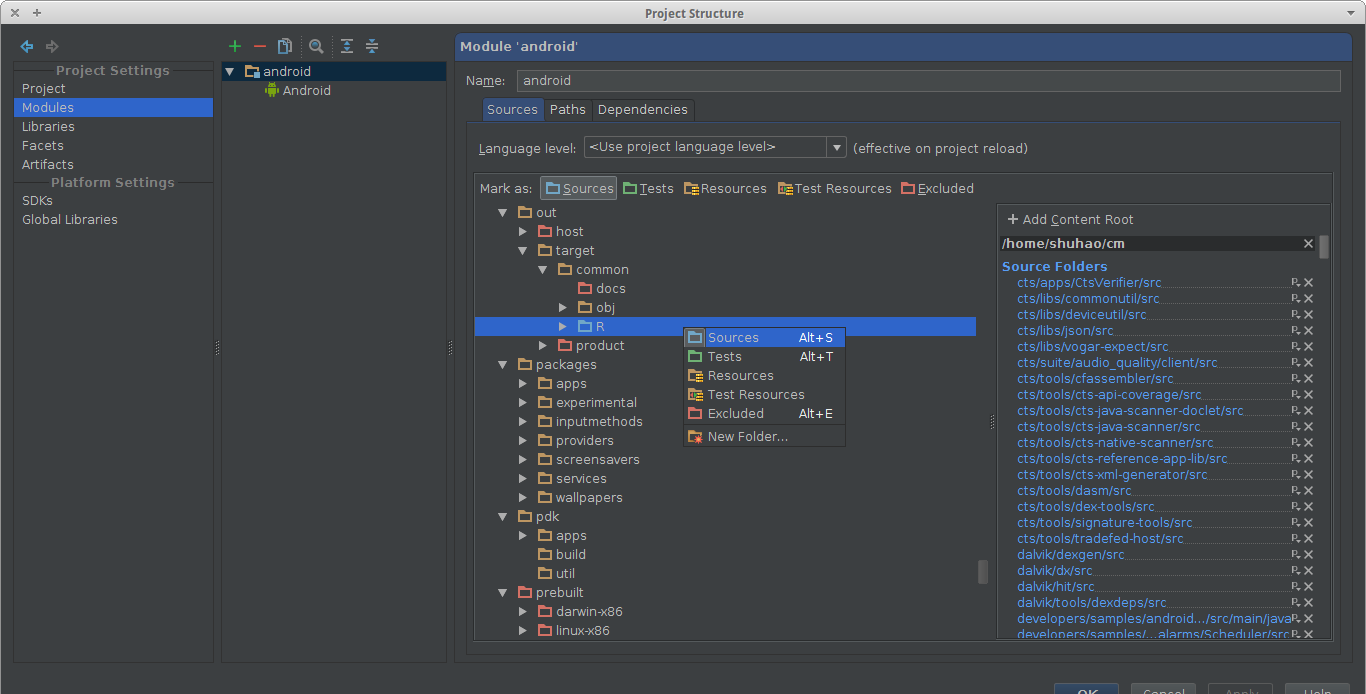 Project Structure
Project Settings
Project
Modules
Libraries
Facets
Artifacts
Platform Settings
SDKs
Global Libraries
android
Android
Module 'android'
Name: android
Sources Paths Dependencies
Language level: <Use project language level> (effective on project reload)
Mark as: Sources Tests Resources Test Resources Excluded
out
host
target
common
docs
obj
R
product
packages
apps
experimental
inputmethods
providers
screensavers
services
wallpapers
pdk
apps
build
util
prebuilt
darwin-x86
linux-x86
Sources Alt+S
Tests Alt+T
Resources
Test Resources
Excluded Alt+E
New Folder...
+ Add Content Root
/home/shuhao/cm
Source Folders
cts/apps/CtsVerifier/src
cts/libs/commonutil/src
cts/libs/deviceutil/src
cts/libs/json/src
cts/libs/vogar-expect/src
cts/suite/audio_quality/client/src
cts/tools/cfassembler/src
cts/tools/cts-api-coverage/src
cts/tools/cts-java-scanner-doclet/src
cts/tools/cts-java-scanner/src
cts/tools/cts-native-scanner/src
cts/tools/cts-reference-app-lib/src
cts/tools/cts-xml-generator/src
cts/tools/dasm/src
cts/tools/dex-tools/src
cts/tools/signature-tools/src
cts/tools/tradefed-host/src
dalvik/dexgen/src
dalvik/dx/src
dalvik/hit/src
dalvik/tools/dexdeps/src
developers/samples/android.../src/main/java
developers/samples/...alarms/Scheduler/src
OK Cancel Apply Help